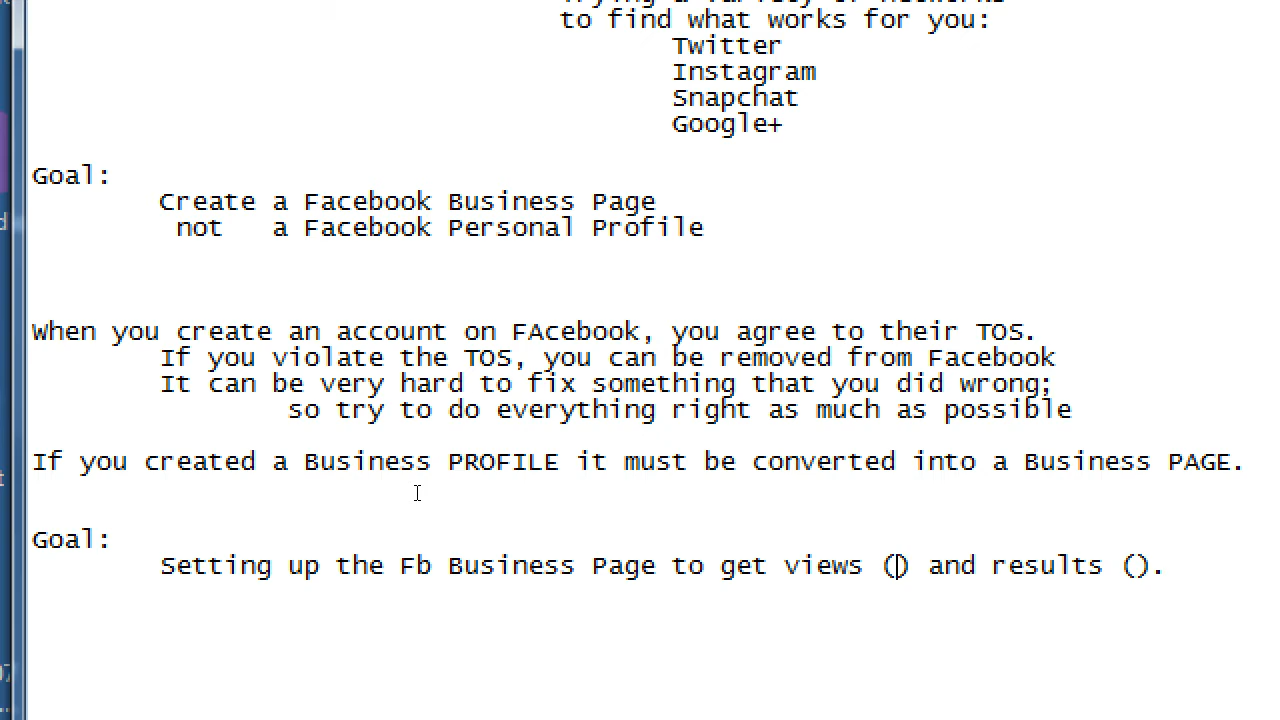 to find what works for you:
Twitter
Instagram
Snapchat
Google+
Goal:
Create a Facebook Business Page
not a Facebook Personal Profile
When you create an account on FAcebook, you agree to their TOS.
If you violate the TOS, you can be removed from Facebook
It can be very hard to fix something that you did wrong;
so try to do everything right as much as possible
If you created a Business PROFILE it must be converted into a Business PAGE.
Goal:
Setting up the Fb Business Page to get views () and results ().